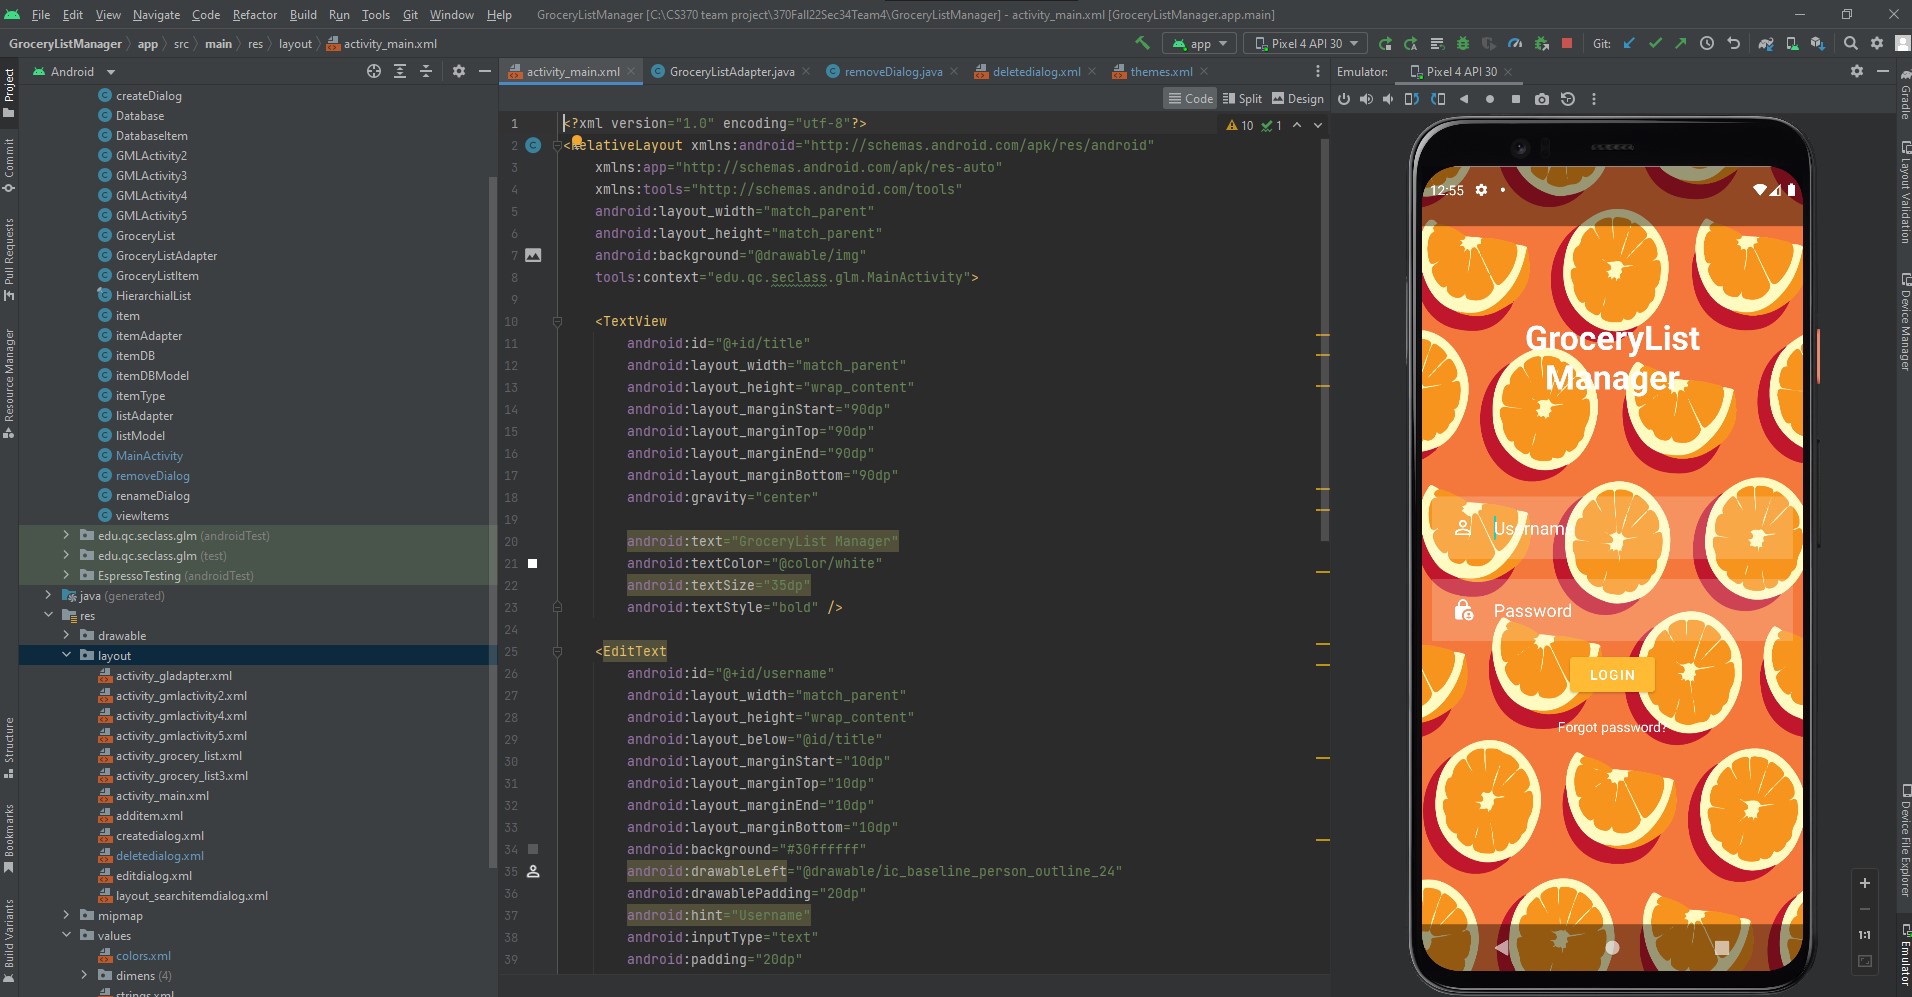 File Edit View Navigate Code Refactor Build Run Tools Git Window Help GroceryListManager [C:\CS370 team project\370Fall22Sec34Team4\GroceryListManager] - activity_main.xml [GroceryListManager.app.main]
GroceryListManager app src main res layout activity_main.xml app Pixel 4 API 30 Git:
Android
createDialog
Database
DatabaseItem
GMLActivity2
GMLActivity3
GMLActivity4
GMLActivity5
GroceryList
GroceryListAdapter
GroceryListItem
HierarchialList
item
itemAdapter
itemDB
itemDBModel
itemType
listAdapter
listModel
MainActivity
removeDialog
renameDialog
viewItems
edu.qc.seclass.glm (androidTest)
edu.qc.seclass.glm (test)
EspressoTesting (androidTest)
java (generated)
res
drawable
layout
activity_gladapter.xml
activity_gmlactivity2.xml
activity_gmlactivity4.xml
activity_gmlactivity5.xml
activity_grocery_list.xml
activity_grocery_list3.xml
activity_main.xml
additem.xml
createdialog.xml
deletedialog.xml
editdialog.xml
layout_searchitemdialog.xml
mipmap
values
colors.xml
dimens (4)
strings.xml
Project
Commit
Pull Requests
Resource Manager
Structure
Bookmarks
Build Variants
activity_main.xml GroceryListAdapter.java removeDialog.java deletedialog.xml themes.xml
Code Split Design
10 1
1 <?xml version="1.0" encoding="utf-8"?>
2 <RelativeLayout xmlns:android="http://schemas.android.com/apk/res/android"
3 xmlns:app="http://schemas.android.com/apk/res-auto"
4 xmlns:tools="http://schemas.android.com/tools"
5 android:layout_width="match_parent"
6 android:layout_height="match_parent"
7 android:background="@drawable/img"
8 tools:context="edu.qc.seclass.glm.MainActivity">
9
10 <TextView
11 android:id="@+id/title"
12 android:layout_width="match_parent"
13 android:layout_height="wrap_content"
14 android:layout_marginStart="90dp"
15 android:layout_marginTop="90dp"
16 android:layout_marginEnd="90dp"
17 android:layout_marginBottom="90dp"
18 android:gravity="center"
19
20 android:text="GroceryList Manager"
21 android:textColor="@color/white"
22 android:textSize="35dp"
23 android:textStyle="bold" />
24
25 <EditText
26 android:id="@+id/username"
27 android:layout_width="match_parent"
28 android:layout_height="wrap_content"
29 android:layout_below="@id/title"
30 android:layout_marginStart="10dp"
31 android:layout_marginTop="10dp"
32 android:layout_marginEnd="10dp"
33 android:layout_marginBottom="10dp"
34 android:background="#30ffffff"
35 android:drawableLeft="@drawable/ic_baseline_person_outline_24"
36 android:drawablePadding="20dp"
37 android:hint="Username"
38 android:inputType="text"
39 android:padding="20dp"
Emulator: Pixel 4 API 30
12:55
GroceryList
Manager
Username
Password
LOGIN
Forgot password?
1:1
Gradle
Layout Validation
Device Manager
Device File Explorer
Emulator